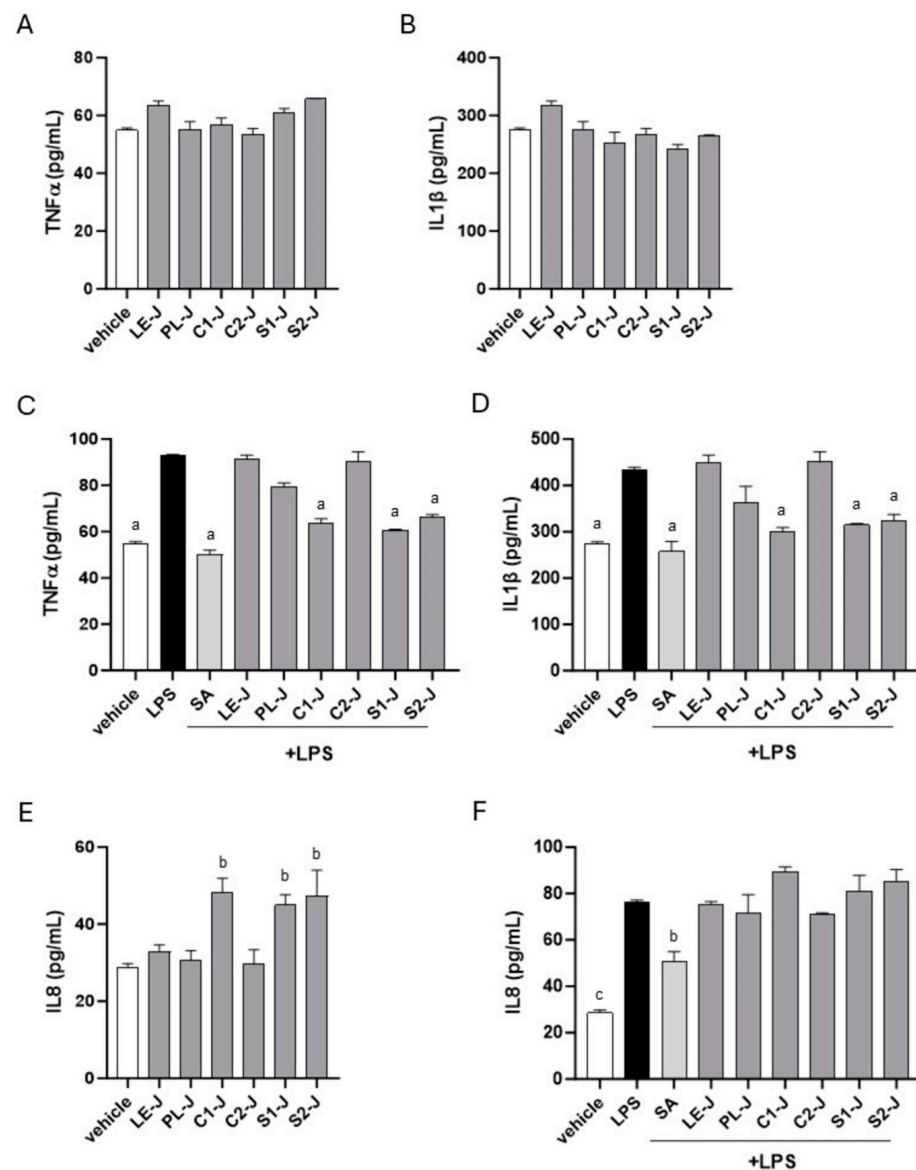 A
TNFα (pg/mL)
80
60
40
20
0
vehicle LE-J PL-J C1-J C2-J S1-J S2-J
B
IL1β (pg/mL)
400
300
200
100
0
vehicle LE-J PL-J C1-J C2-J S1-J S2-J
C
TNFα (pg/mL)
100
80
60
40
20
0
a a a a a
vehicle LPS SA LE-J PL-J C1-J C2-J S1-J S2-J
+LPS
D
IL1β (pg/mL)
500
400
300
200
100
0
a a a a a
vehicle LPS SA LE-J PL-J C1-J C2-J S1-J S2-J
+LPS
E
IL8 (pg/mL)
60
40
20
0
b b b
vehicle LE-J PL-J C1-J C2-J S1-J S2-J
F
IL8 (pg/mL)
100
80
60
40
20
0
c b
vehicle LPS SA LE-J PL-J C1-J C2-J S1-J S2-J
+LPS